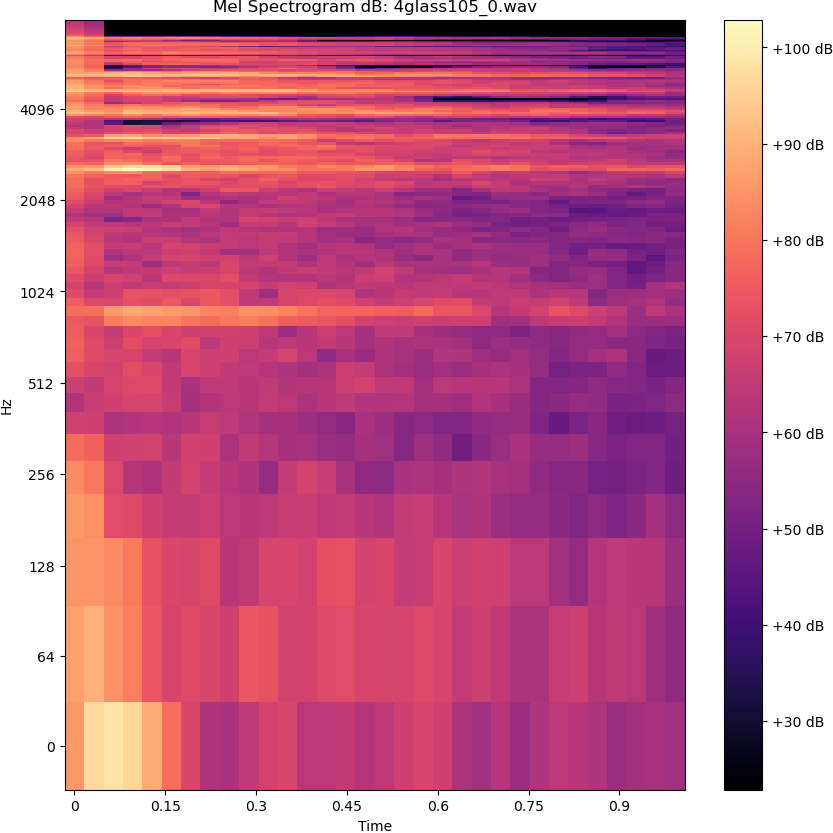 Mel Spectrogram dB: 4glass105_0.wav
+100 dB
+90 dB
+80 dB
+70 dB
+60 dB
+50 dB
+40 dB
+30 dB
4096
2048
1024
512
256
128
64
0
Hz
0 0.15 0.3 0.45 0.6 0.75 0.9
Time